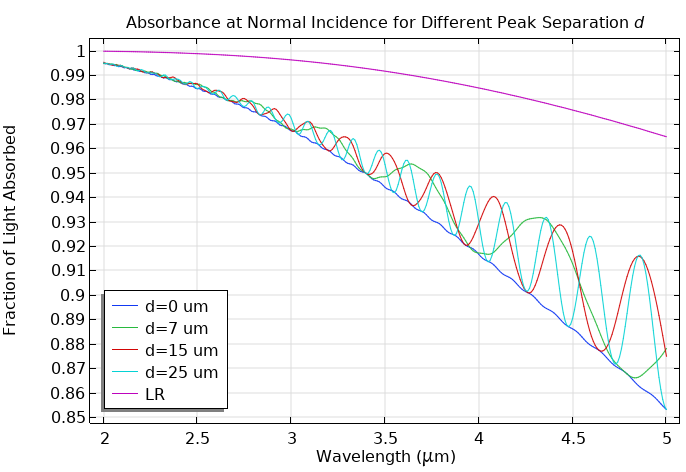 Absorbance at Normal Incidence for Different Peak Separation d
Fraction of Light Absorbed
1
0.99
0.98
0.97
0.96
0.95
0.94
0.93
0.92
0.91
0.9
0.89
0.88
0.87
0.86
0.85
d=0 um
d=7 um
d=15 um
d=25 um
LR
2
2.5
3
3.5
4
4.5
5
Wavelength (μm)